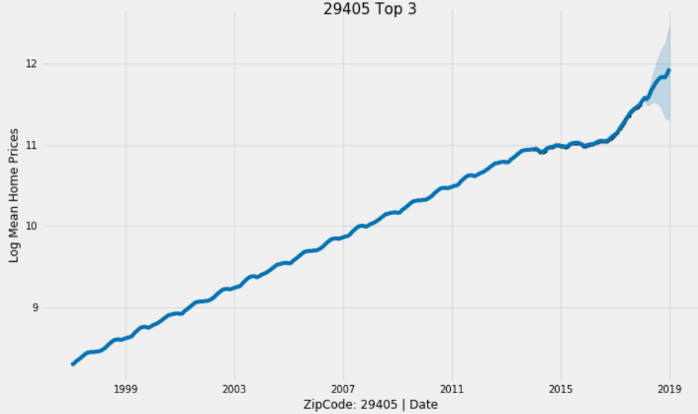 29405 Top 3
Log Mean Home Prices
12
11
10
9
1999 2003 2007 2011 2015 2019
ZipCode: 29405 | Date